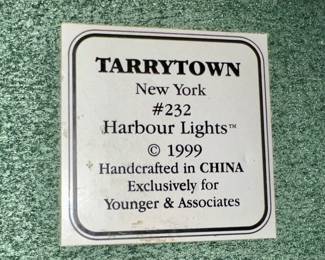 TARRYTOWN
New York
#232
Harbour Lights™
© 1999
Handcrafted in CHINA
Exclusively for
Younger & Associates